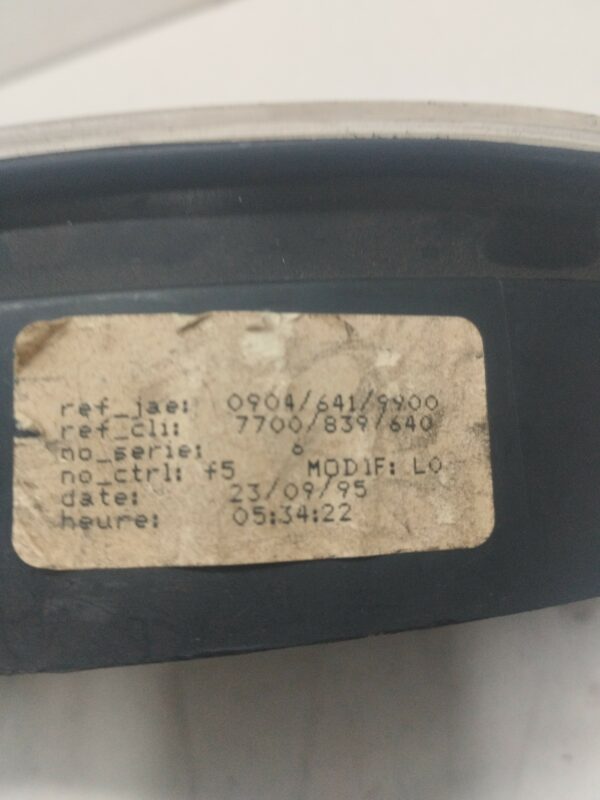 ref_jae: 0904/641/9900
ref_cli: 7700/839/640
no_serie: 6
no_ctrl: f5 MODIF: L0
date: 23/09/95
heure: 05:34:22